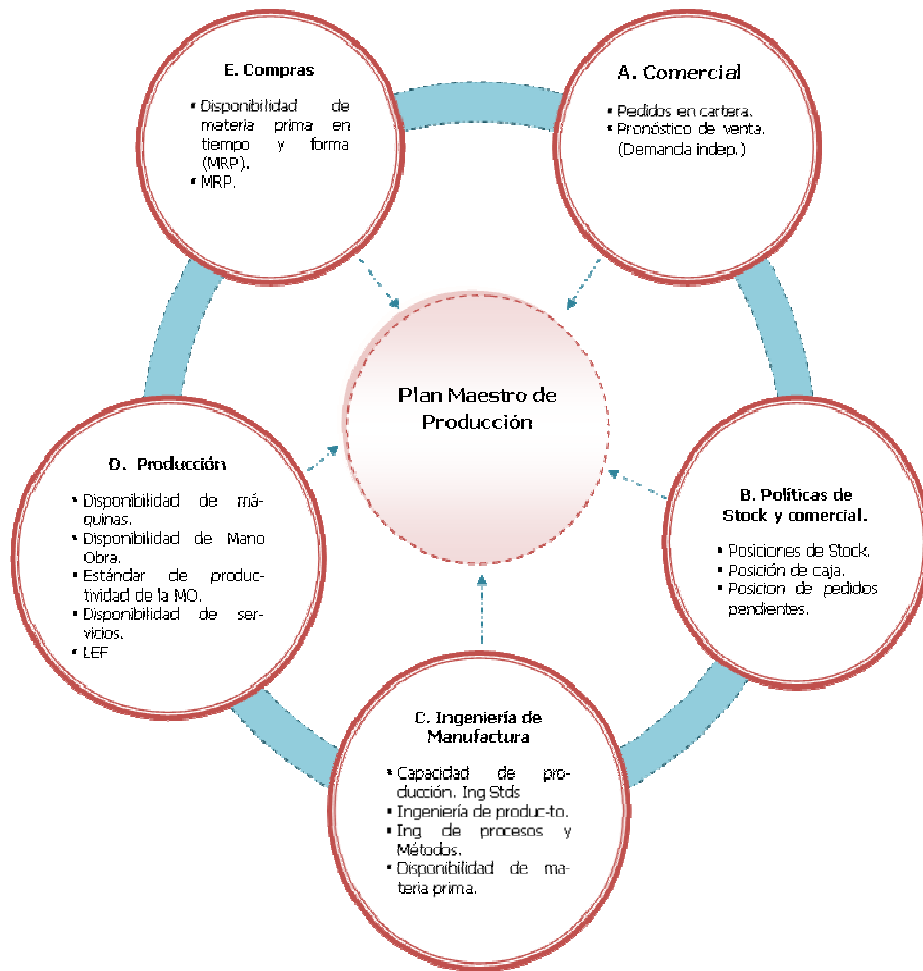 E. Compras
▪ Disponibilidad de
materia prima en
tiempo y forma
(MRP).
▪ MRP.
A. Comercial
▪ Pedidos en cartera.
▪ Pronóstico de venta.
(Demanda indep.)
Plan Maestro de
Producción
B. Políticas de
Stock y comercial.
▪ Posiciones de Stock.
▪ Posición de caja.
▪ Posicion de pedidos
pendientes.
C. Ingeniería de
Manufactura
▪ Capacidad de pro-
ducción. Ing Stds
▪ Ingeniería de produc-to.
▪ Ing de procesos y
Métodos.
▪ Disponibilidad de ma-
teria prima.
D. Producción
▪ Disponibilidad de má-
quinas.
▪ Disponibilidad de Mano
Obra.
▪ Estándar de produc-
tividad de la MO.
▪ Disponibilidad de ser-
vicios.
▪ LEF